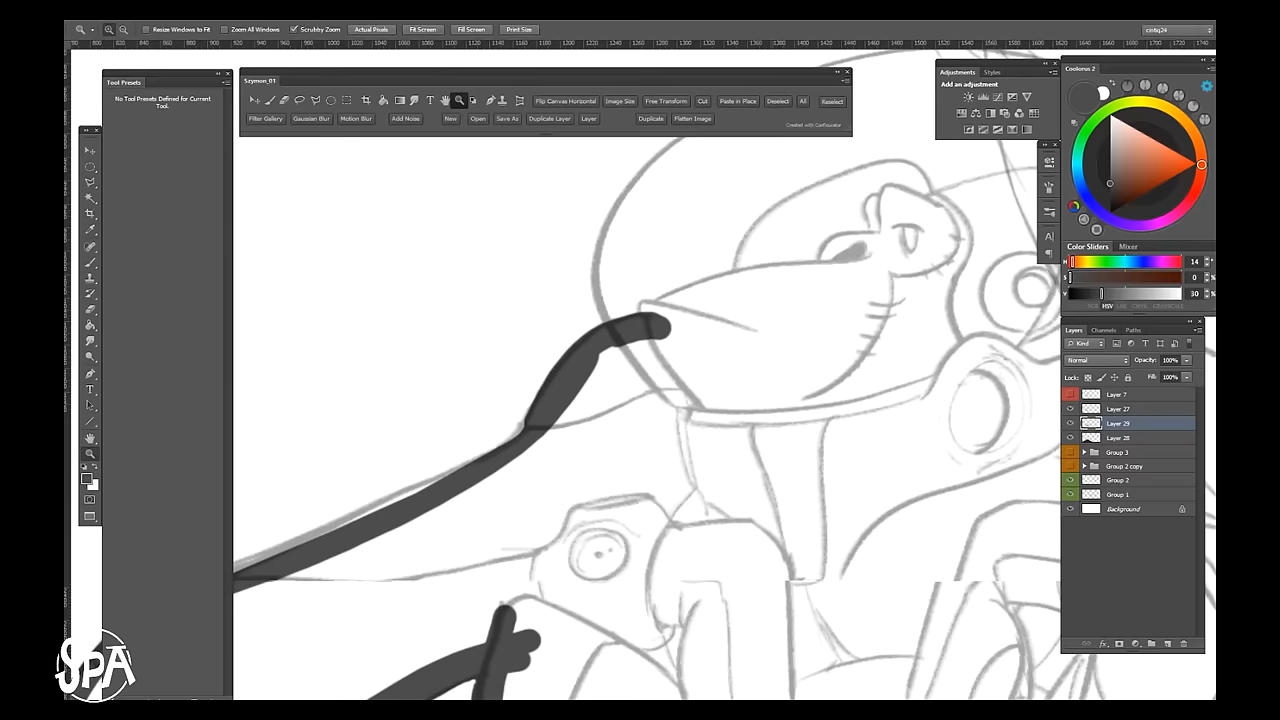 Resize Windows to Fit Zoom All Windows Scrubby Zoom Actual Pixels Fit Screen Fill Screen Print Size cintiq24
Tool Presets
No Tool Presets Defined for Current Tool.
Szymon_01
Flip Canvas Horizontal Image Size Free Transform Cut Paste in Place Deselect All Reselect
Filter Gallery Gaussian Blur Motion Blur Add Noise New Open Save As Duplicate Layer Layer Duplicate Flatten Image
Created with Configurator
Adjustments Styles
Add an adjustment
Coolorus 2
Color Sliders Mixer
H 14 °
S 0 %
V 30 %
HSV
Layers Channels Paths
Kind
Normal Opacity: 100%
Lock: Fill: 100%
Layer 7
Layer 27
Layer 29
Layer 28
Group 3
Group 2 copy
Group 2
Group 1
Background
SPA